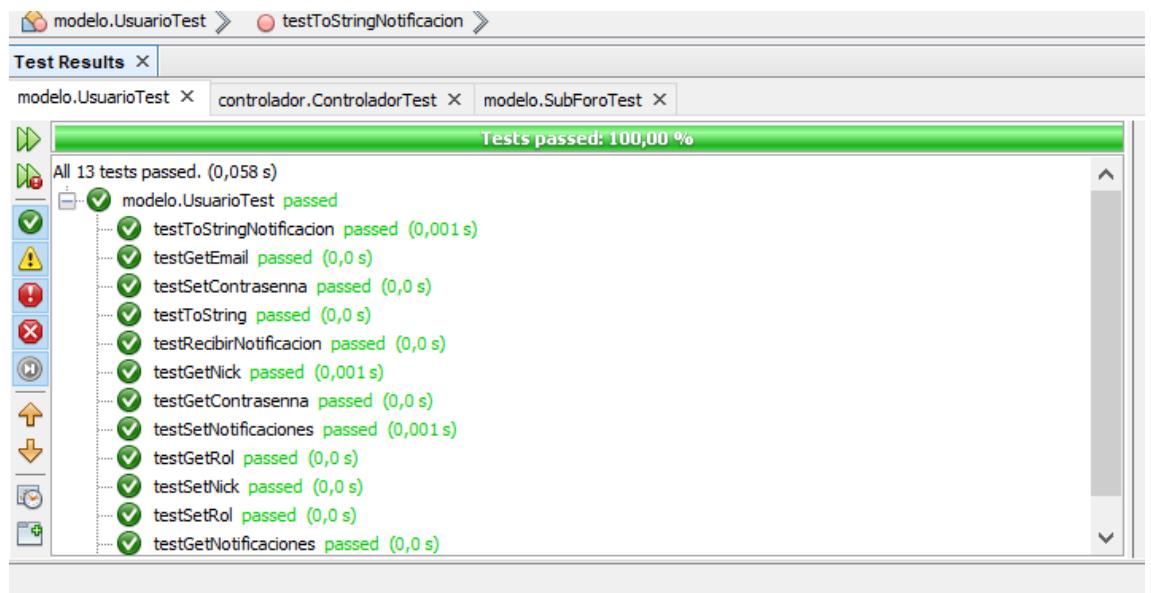 modelo.UsuarioTest testToStringNotificacion
Test Results
modelo.UsuarioTest controlador.ControladorTest modelo.SubForoTest
Tests passed: 100,00 %
All 13 tests passed. (0,058 s)
modelo.UsuarioTest passed
testToStringNotificacion passed (0,001 s)
testGetEmail passed (0,0 s)
testSetContrasenna passed (0,0 s)
testToString passed (0,0 s)
testRecibirNotificacion passed (0,0 s)
testGetNick passed (0,001 s)
testGetContrasenna passed (0,0 s)
testSetNotificaciones passed (0,001 s)
testGetRol passed (0,0 s)
testSetNick passed (0,0 s)
testSetRol passed (0,0 s)
testGetNotificaciones passed (0,0 s)